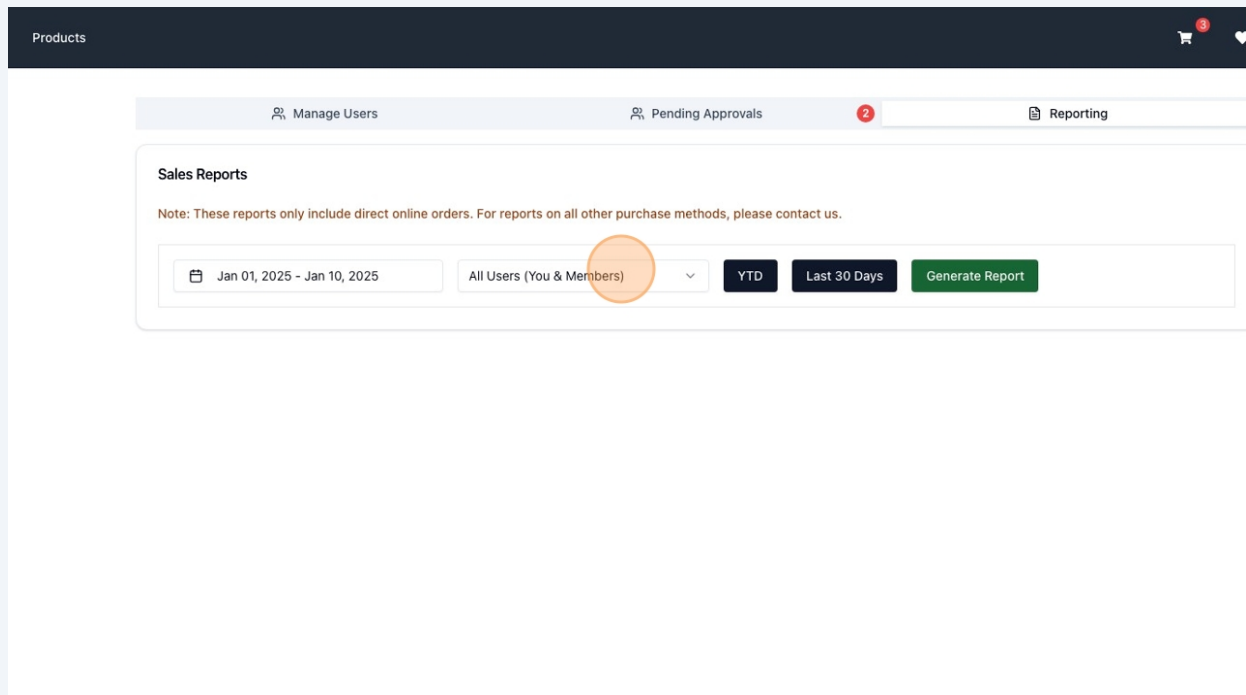 Products
3
Manage Users
Pending Approvals
2
Reporting
Sales Reports
Note: These reports only include direct online orders. For reports on all other purchase methods, please contact us.
Jan 01, 2025 - Jan 10, 2025
All Users (You & Members)
YTD
Last 30 Days
Generate Report